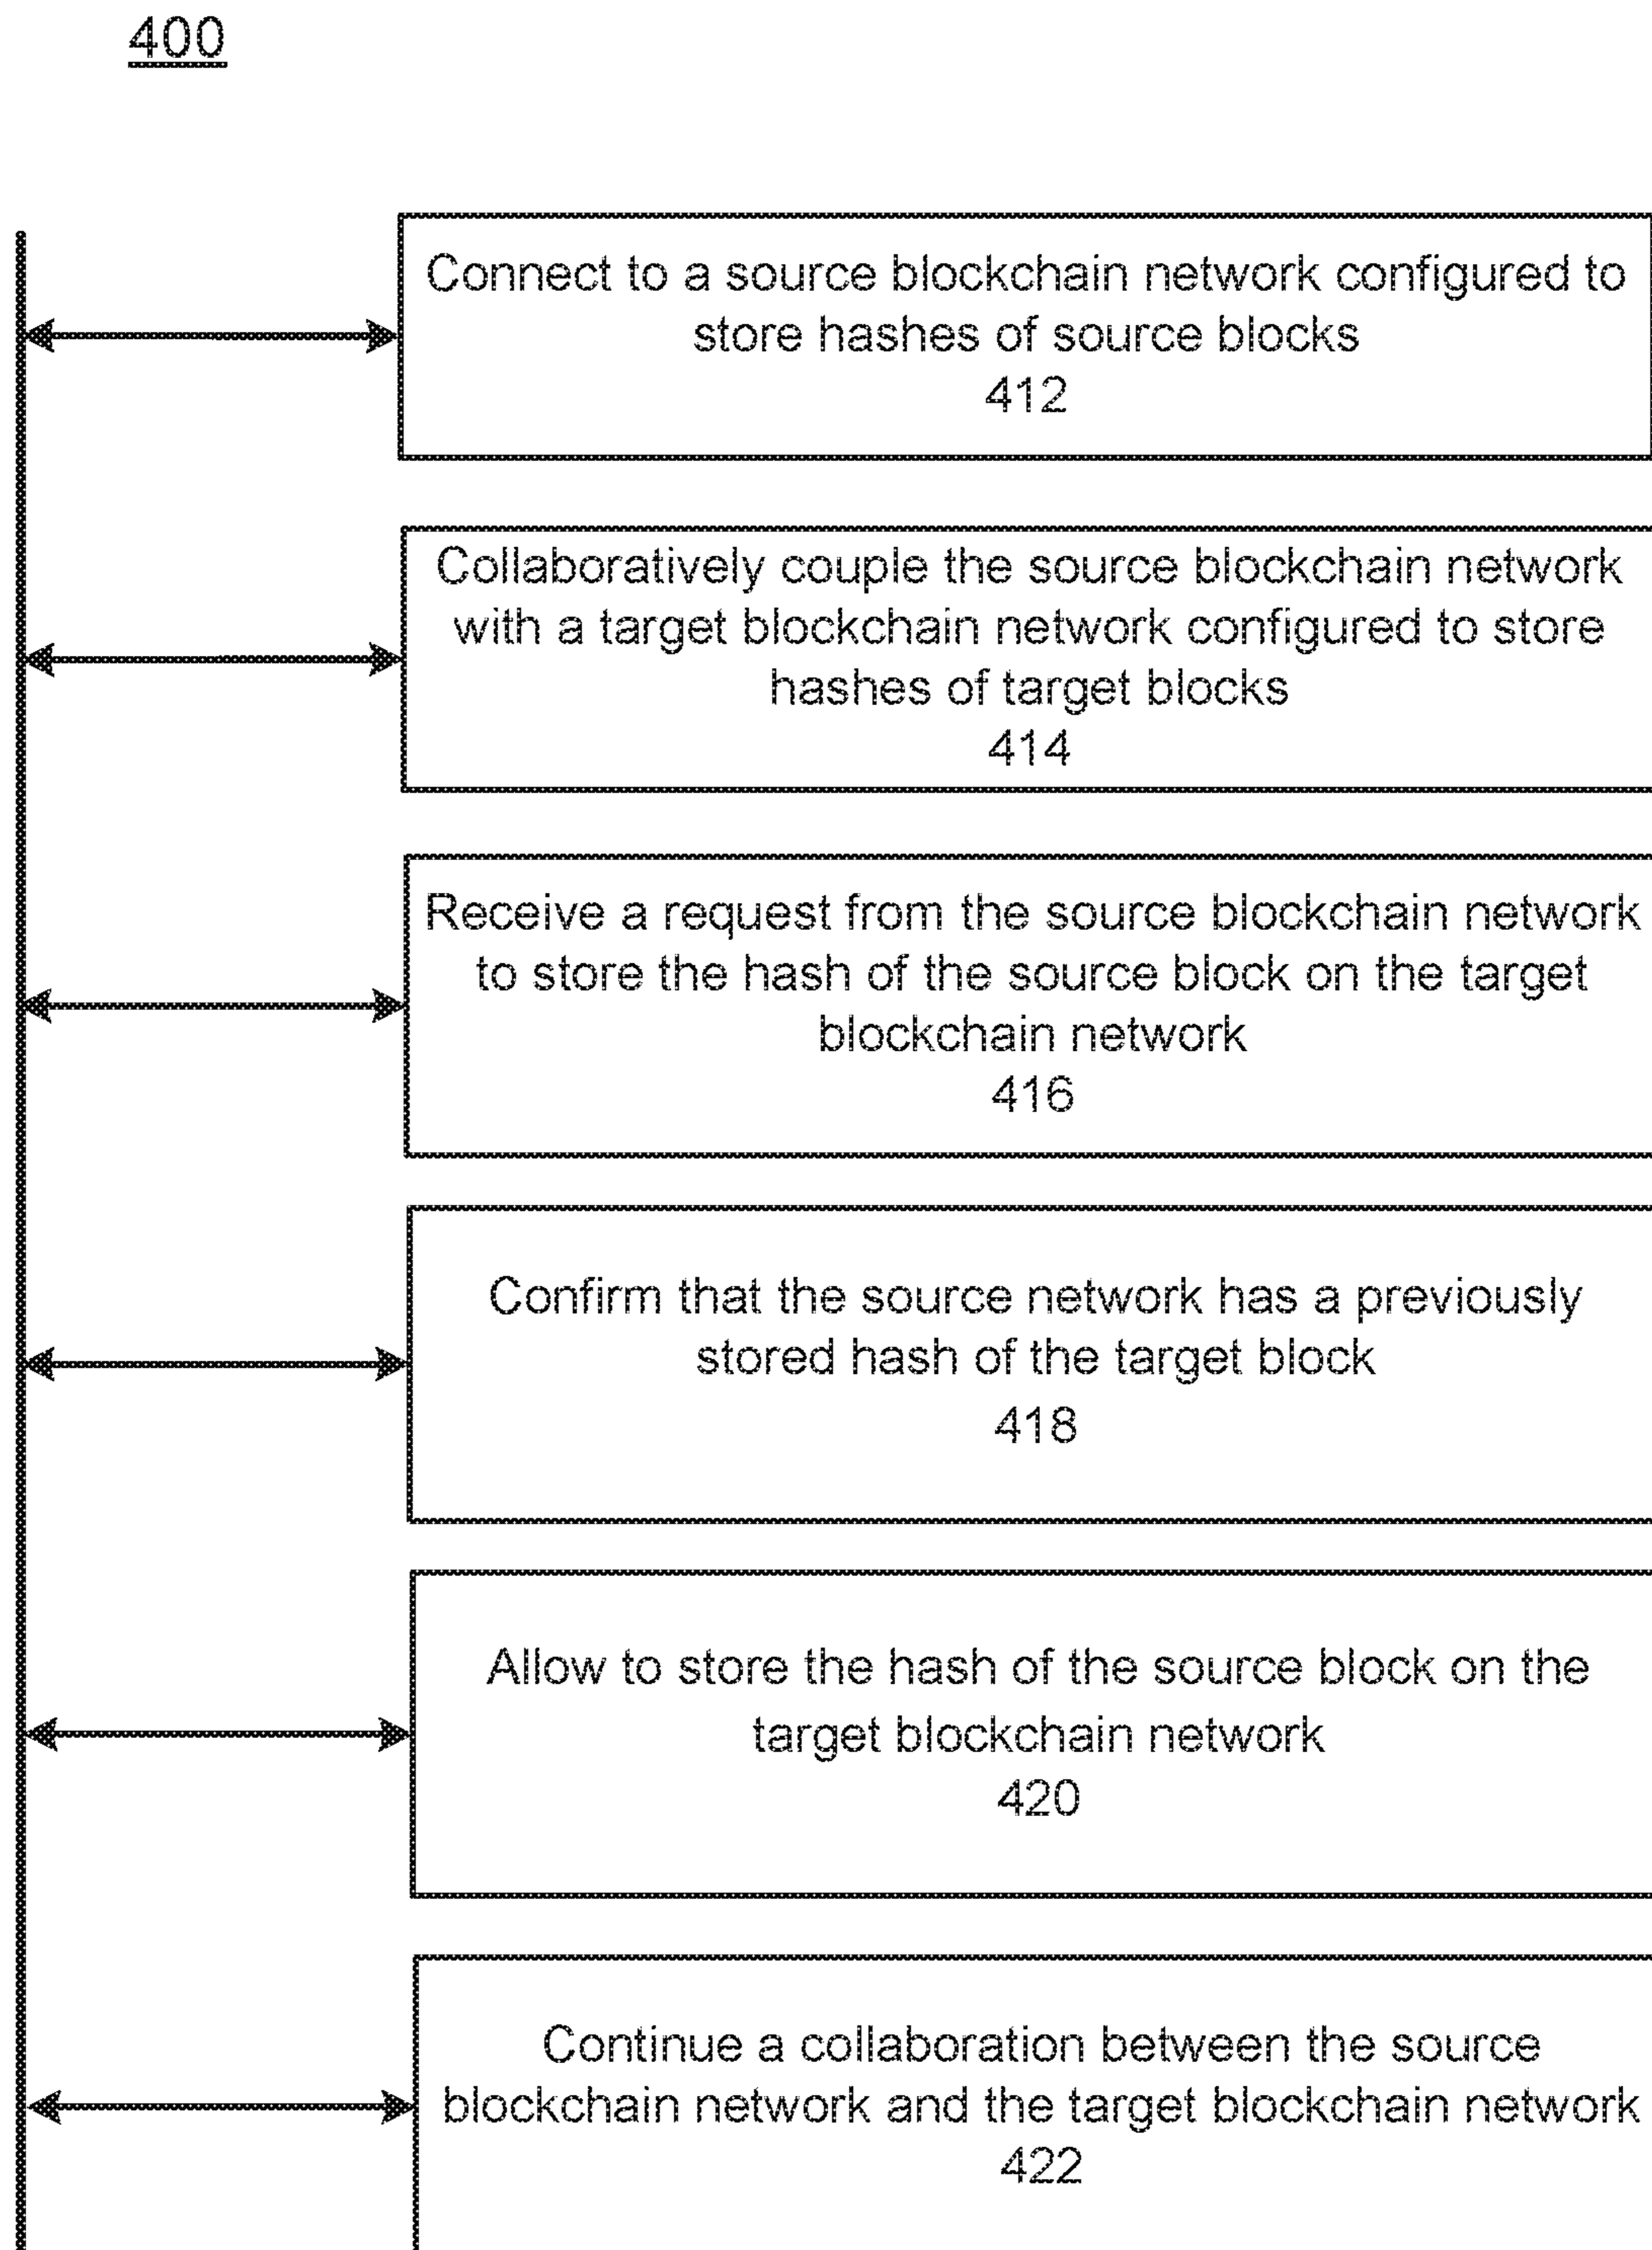 400
Connect to a source blockchain network configured to
store hashes of source blocks
412
Collaboratively couple the source blockchain network
with a target blockchain network configured to store
hashes of target blocks
414
Receive a request from the source blockchain network
to store the hash of the source block on the target
blockchain network
416
Confirm that the source network has a previously
stored hash of the target block
418
Allow to store the hash of the source block on the
target blockchain network
420
Continue a collaboration between the source
blockchain network and the target blockchain network
422